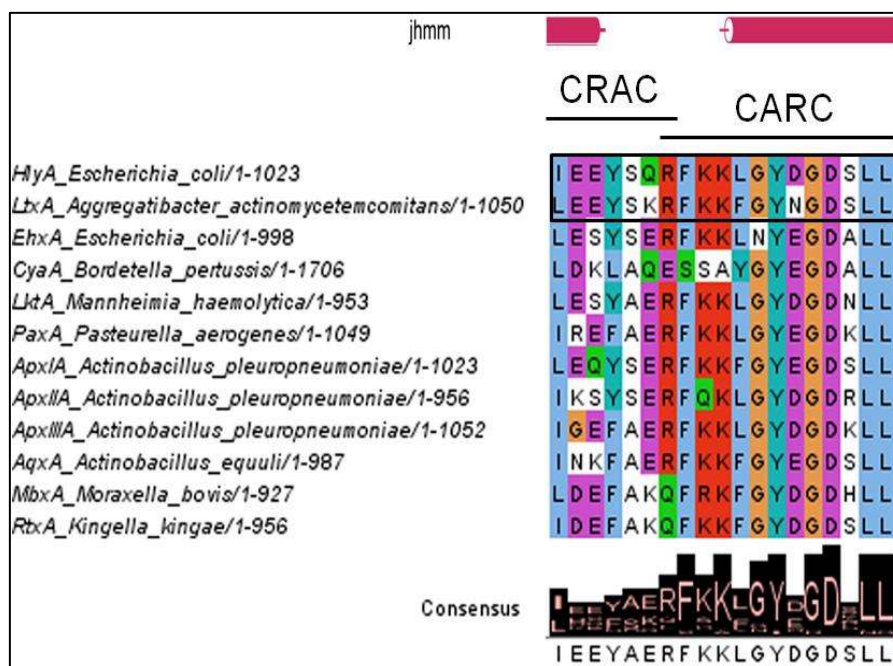 jhmm
CRAC CARC
HlyA_Escherichia_coli/1-1023 IEEYSQRFKKLGYDGDSLL
LtxA_Aggregatibacter_actinomycetemcomitans/1-1050 LEEYSKRFKKFGYNGDSLL
EhxA_Escherichia_coli/1-998 LESYSERFKKLNYEGDALL
CyaA_Bordetella_pertussis/1-1706 LDKLAQESSAYGYEGDALL
LktA_Mannheimia_haemolytica/1-953 LESYAERFKKLGYDGDNLL
PaxA_Pasteurella_aerogenes/1-1049 IREFAERFKKLGYEGDKLL
ApxIA_Actinobacillus_pleuropneumoniae/1-1023 LEQYSERFKKFGYDGDSLL
ApxIIA_Actinobacillus_pleuropneumoniae/1-956 IKSYSERFQKLGYDGDRLL
ApxIIIA_Actinobacillus_pleuropneumoniae/1-1052 IGEFAERFKKLGYDGDKLL
AqxA_Actinobacillus_equuli/1-987 INKFAERFKKFGYEGDSLL
MbxA_Moraxella_bovis/1-927 LDEFAKQFRKFGYDGDHLL
RtxA_Kingella_kingae/1-956 IDEFAKQFKKFGYDGDSLL
Consensus
IEEYAERFKKLGYDGDSLL